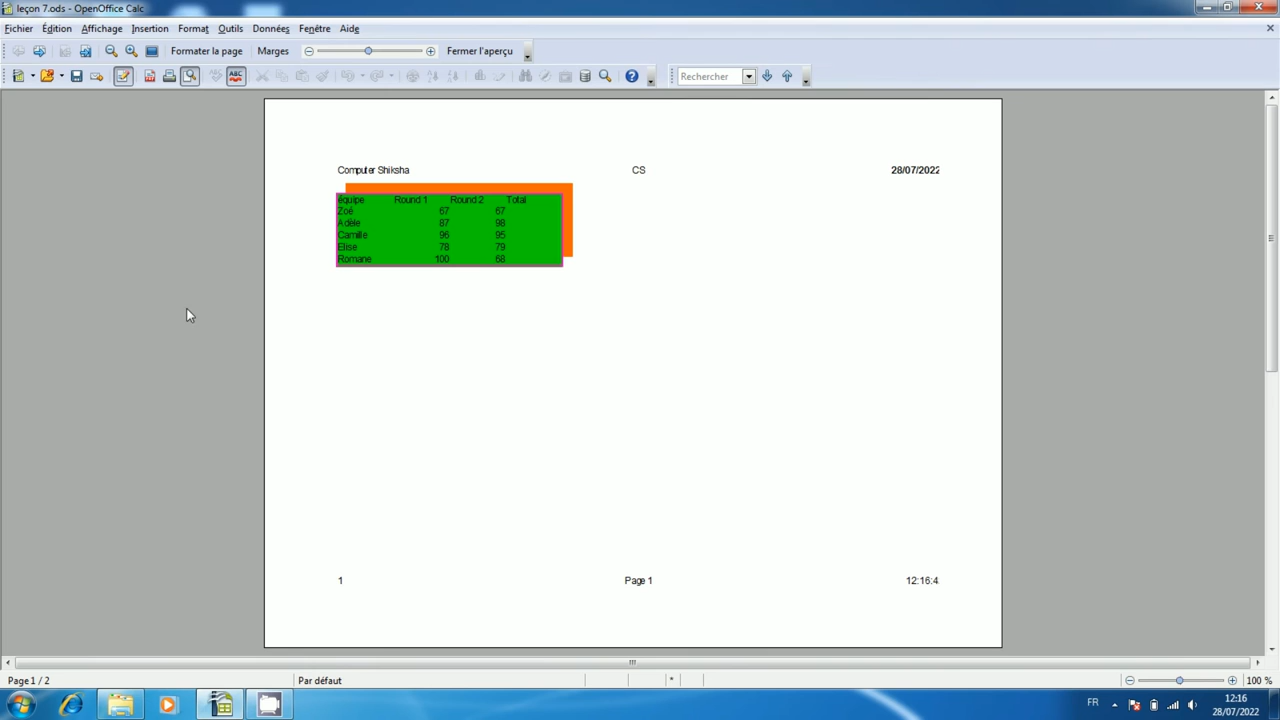 leçon 7.ods - OpenOffice Calc
Fichier Édition Affichage Insertion Format Outils Données Fenêtre Aide
Formater la page Marges Fermer l'aperçu
ABC Rechercher
Computer Shiksha CS 28/07/2022
équipe Round 1 Round 2 Total
Zoé 67 67
Adèle 87 98
Camille 96 95
Elise 78 79
Romane 100 68
1 Page 1 12:16:4
Page 1 / 2 Par défaut * 100 %
FR 12:16
28/07/2022